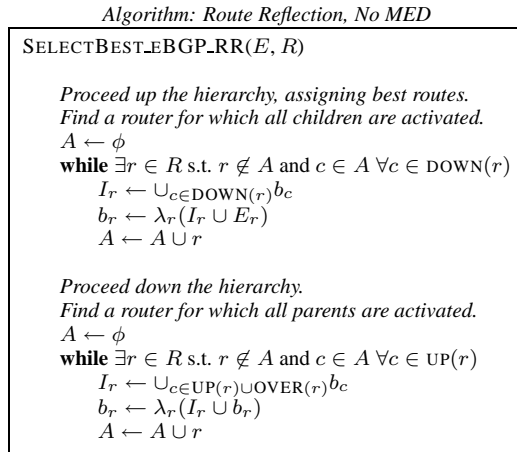 Algorithm: Route Reflection, No MED
SELECTBEST_EBGP_RR(E, R)
Proceed up the hierarchy, assigning best routes.
Find a router for which all children are activated.
A ← ϕ
while ∃r ∈ R s.t. r ∉ A and c ∈ A ∀c ∈ DOWN(r)
I_r ← ∪_{c∈DOWN(r)} b_c
b_r ← λ_r(I_r ∪ E_r)
A ← A ∪ r
Proceed down the hierarchy.
Find a router for which all parents are activated.
A ← ϕ
while ∃r ∈ R s.t. r ∉ A and c ∈ A ∀c ∈ UP(r)
I_r ← ∪_{c∈UP(r)∪OVER(r)} b_c
b_r ← λ_r(I_r ∪ b_r)
A ← A ∪ r